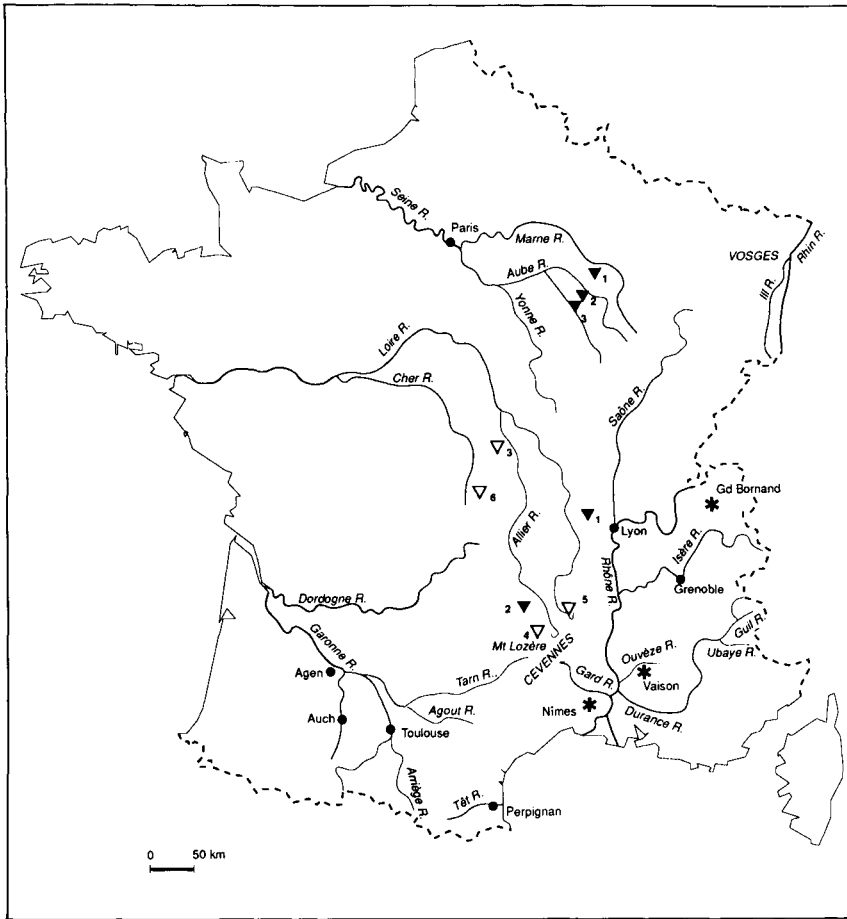 Seine R.
Paris
Marne R.
Aube R.
1
2
3
Yonne R.
VOSGES
Ill R.
Rhin R.
Loire R.
Cher R.
Saône R.
3
6
Allier R.
1
Lyon
Gd Bornand
Rhône R.
Isère R.
Grenoble
Dordogne R.
2
5
4
Mt Lozère
CEVENNES
Garonne R.
Agen
Auch
Tarn R.
Agout R.
Toulouse
Gard R.
Ouvèze R.
Vaison
Guil R.
Ubaye R.
Nîmes
Durance R.
Arriège R.
Têt R.
Perpignan
0 50 km